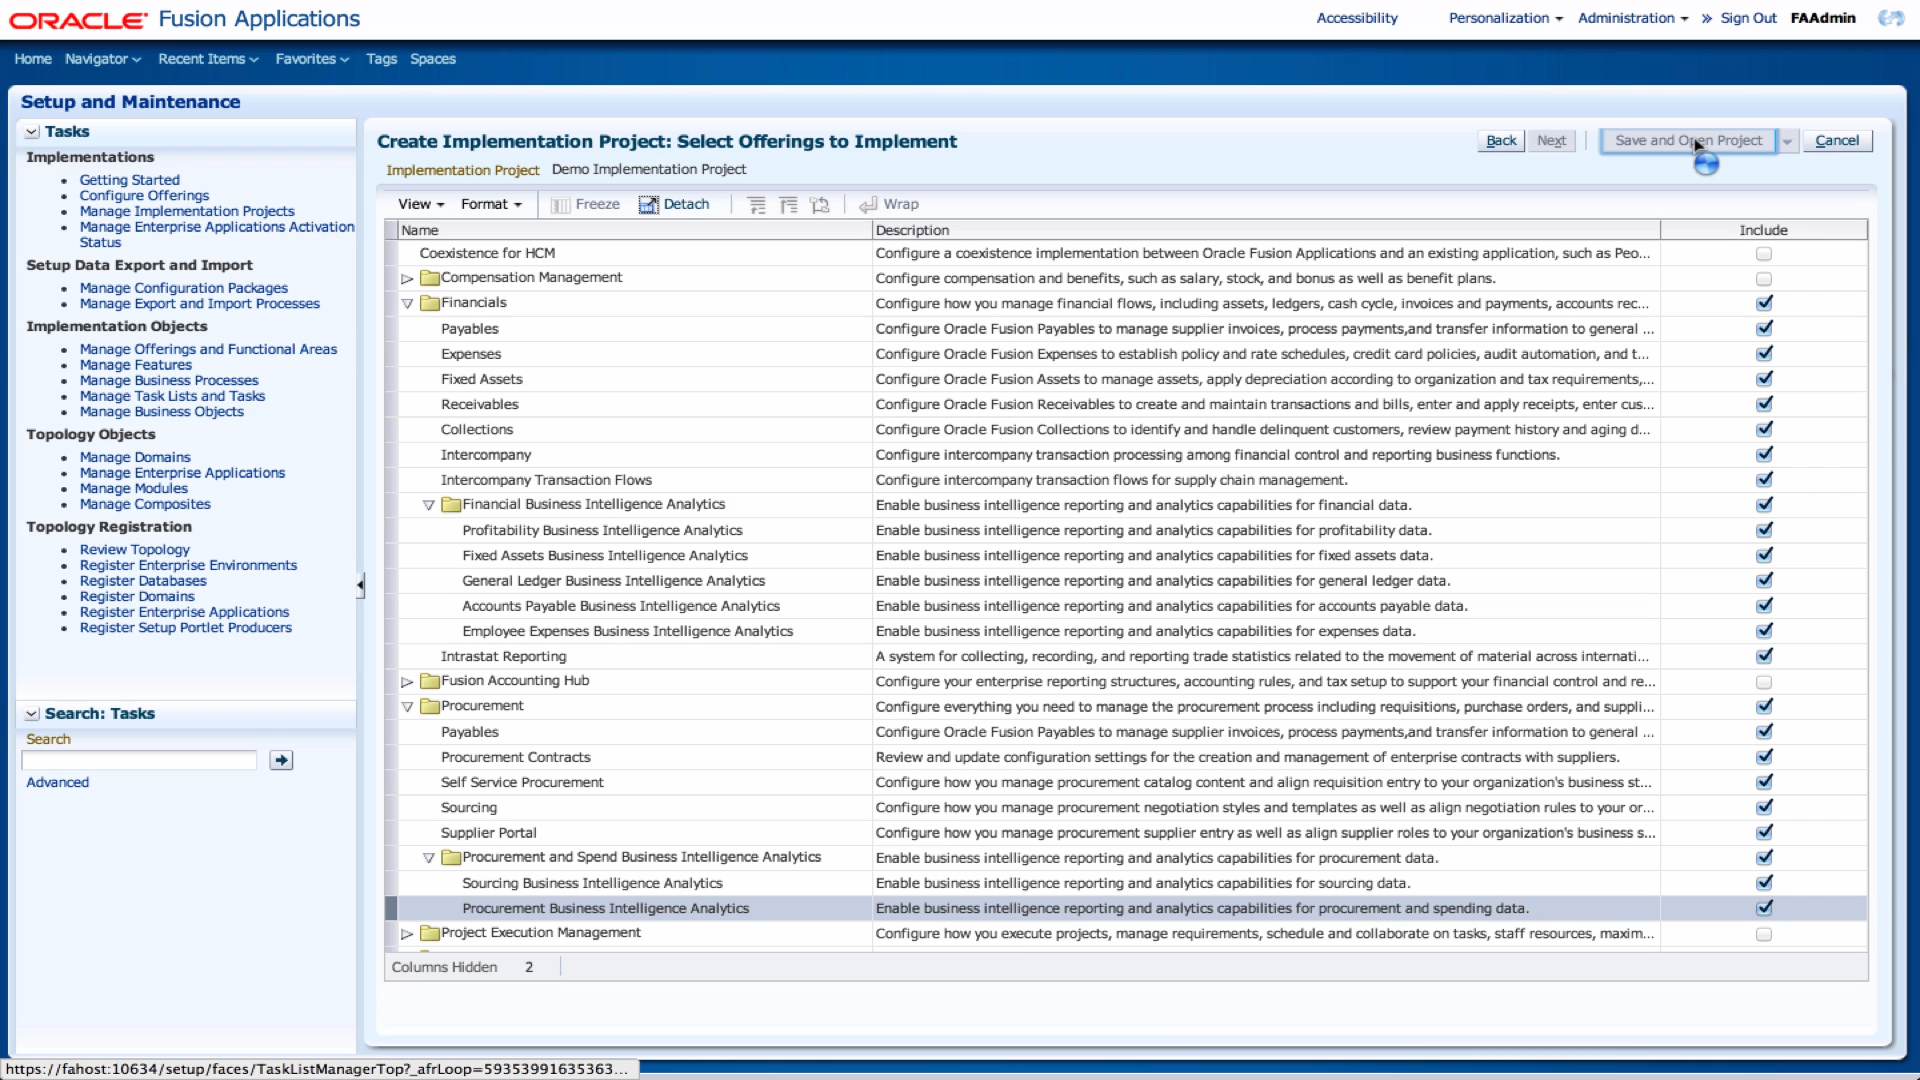 ORACLE Fusion Applications
Accessibility Personalization Administration » Sign Out FAAdmin
Home Navigator Recent Items Favorites Tags Spaces
Setup and Maintenance
Tasks
Implementations
Getting Started
Configure Offerings
Manage Implementation Projects
Manage Enterprise Applications Activation
Status
Setup Data Export and Import
Manage Configuration Packages
Manage Export and Import Processes
Implementation Objects
Manage Offerings and Functional Areas
Manage Features
Manage Business Processes
Manage Task Lists and Tasks
Manage Business Objects
Topology Objects
Manage Domains
Manage Enterprise Applications
Manage Modules
Manage Composites
Topology Registration
Review Topology
Register Enterprise Environments
Register Databases
Register Domains
Register Enterprise Applications
Register Setup Portlet Producers
Search: Tasks
Search
Advanced
Create Implementation Project: Select Offerings to Implement
Back Next Save and Open Project Cancel
Implementation Project Demo Implementation Project
View Format Freeze Detach Wrap
Name Description Include
Coexistence for HCM Configure a coexistence implementation between Oracle Fusion Applications and an existing application, such as Peo...
Compensation Management Configure compensation and benefits, such as salary, stock, and bonus as well as benefit plans.
Financials Configure how you manage financial flows, including assets, ledgers, cash cycle, invoices and payments, accounts rec...
Payables Configure Oracle Fusion Payables to manage supplier invoices, process payments,and transfer information to general ...
Expenses Configure Oracle Fusion Expenses to establish policy and rate schedules, credit card policies, audit automation, and t...
Fixed Assets Configure Oracle Fusion Assets to manage assets, apply depreciation according to organization and tax requirements,...
Receivables Configure Oracle Fusion Receivables to create and maintain transactions and bills, enter and apply receipts, enter cus...
Collections Configure Oracle Fusion Collections to identify and handle delinquent customers, review payment history and aging d...
Intercompany Configure intercompany transaction processing among financial control and reporting business functions.
Intercompany Transaction Flows Configure intercompany transaction flows for supply chain management.
Financial Business Intelligence Analytics Enable business intelligence reporting and analytics capabilities for financial data.
Profitability Business Intelligence Analytics Enable business intelligence reporting and analytics capabilities for profitability data.
Fixed Assets Business Intelligence Analytics Enable business intelligence reporting and analytics capabilities for fixed assets data.
General Ledger Business Intelligence Analytics Enable business intelligence reporting and analytics capabilities for general ledger data.
Accounts Payable Business Intelligence Analytics Enable business intelligence reporting and analytics capabilities for accounts payable data.
Employee Expenses Business Intelligence Analytics Enable business intelligence reporting and analytics capabilities for expenses data.
Intrastat Reporting A system for collecting, recording, and reporting trade statistics related to the movement of material across internati...
Fusion Accounting Hub Configure your enterprise reporting structures, accounting rules, and tax setup to support your financial control and re...
Procurement Configure everything you need to manage the procurement process including requisitions, purchase orders, and suppli...
Payables Configure Oracle Fusion Payables to manage supplier invoices, process payments,and transfer information to general ...
Procurement Contracts Review and update configuration settings for the creation and management of enterprise contracts with suppliers.
Self Service Procurement Configure how you manage procurement catalog content and align requisition entry to your organization's business st...
Sourcing Configure how you manage procurement negotiation styles and templates as well as align negotiation rules to your or...
Supplier Portal Configure how you manage procurement supplier entry as well as align supplier roles to your organization's business s...
Procurement and Spend Business Intelligence Analytics Enable business intelligence reporting and analytics capabilities for procurement data.
Sourcing Business Intelligence Analytics Enable business intelligence reporting and analytics capabilities for sourcing data.
Procurement Business Intelligence Analytics Enable business intelligence reporting and analytics capabilities for procurement and spending data.
Project Execution Management Configure how you execute projects, manage requirements, schedule and collaborate on tasks, staff resources, maxim...
Columns Hidden 2
https://fahost:10634/setup/faces/TaskListManagerTop?_afrLoop=59353991635363...